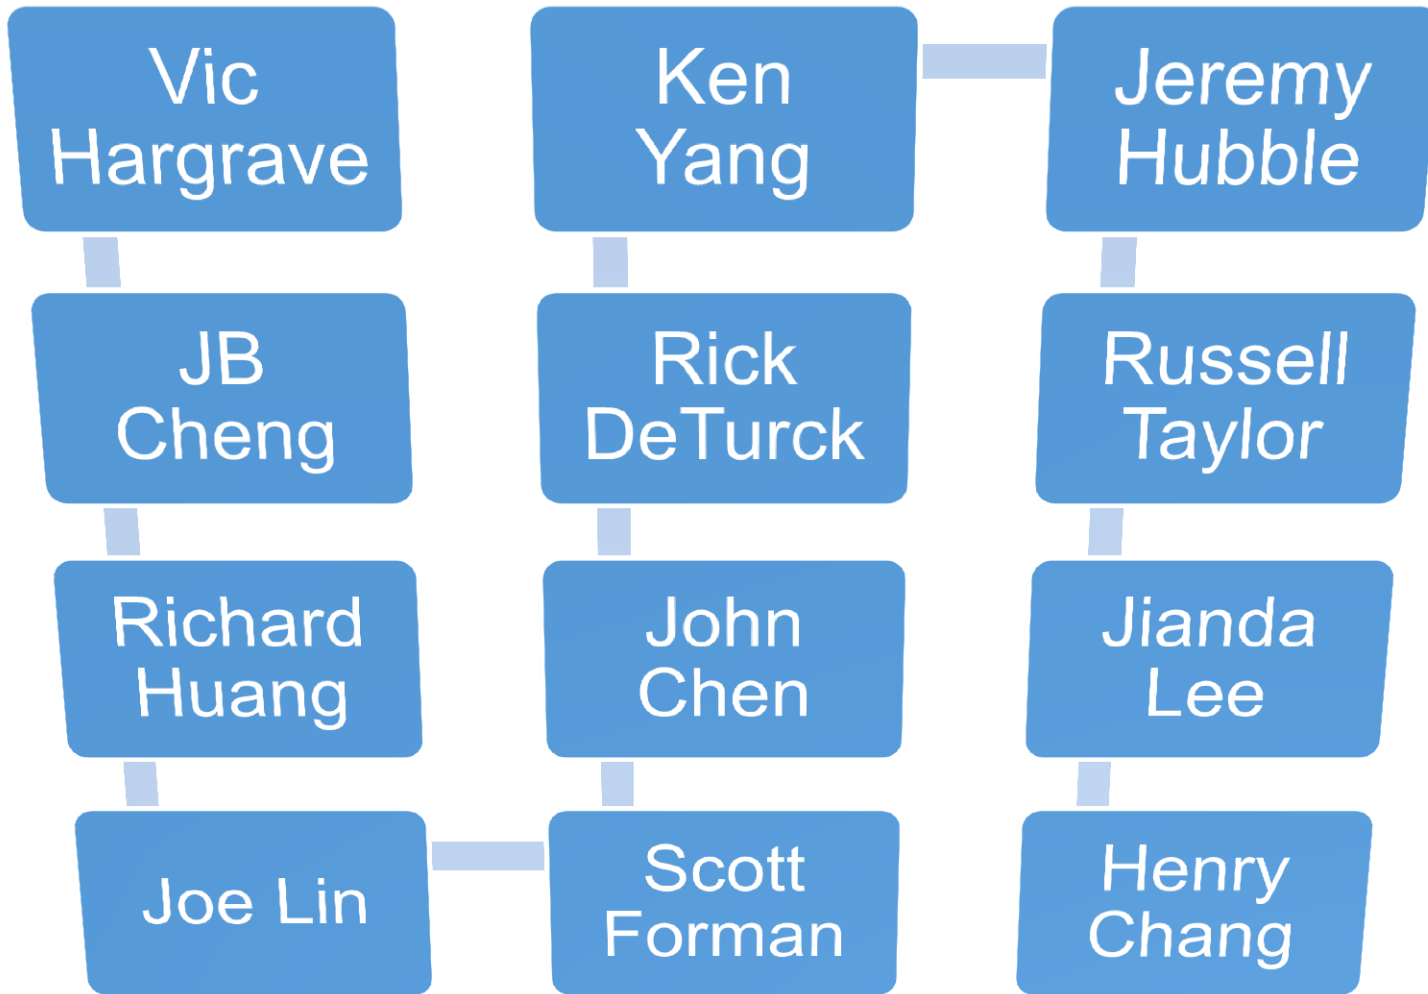 Vic
Hargrave
JB
Cheng
Richard
Huang
Joe Lin
Scott
Forman
John
Chen
Rick
DeTurck
Ken
Yang
Jeremy
Hubble
Russell
Taylor
Jianda
Lee
Henry
Chang